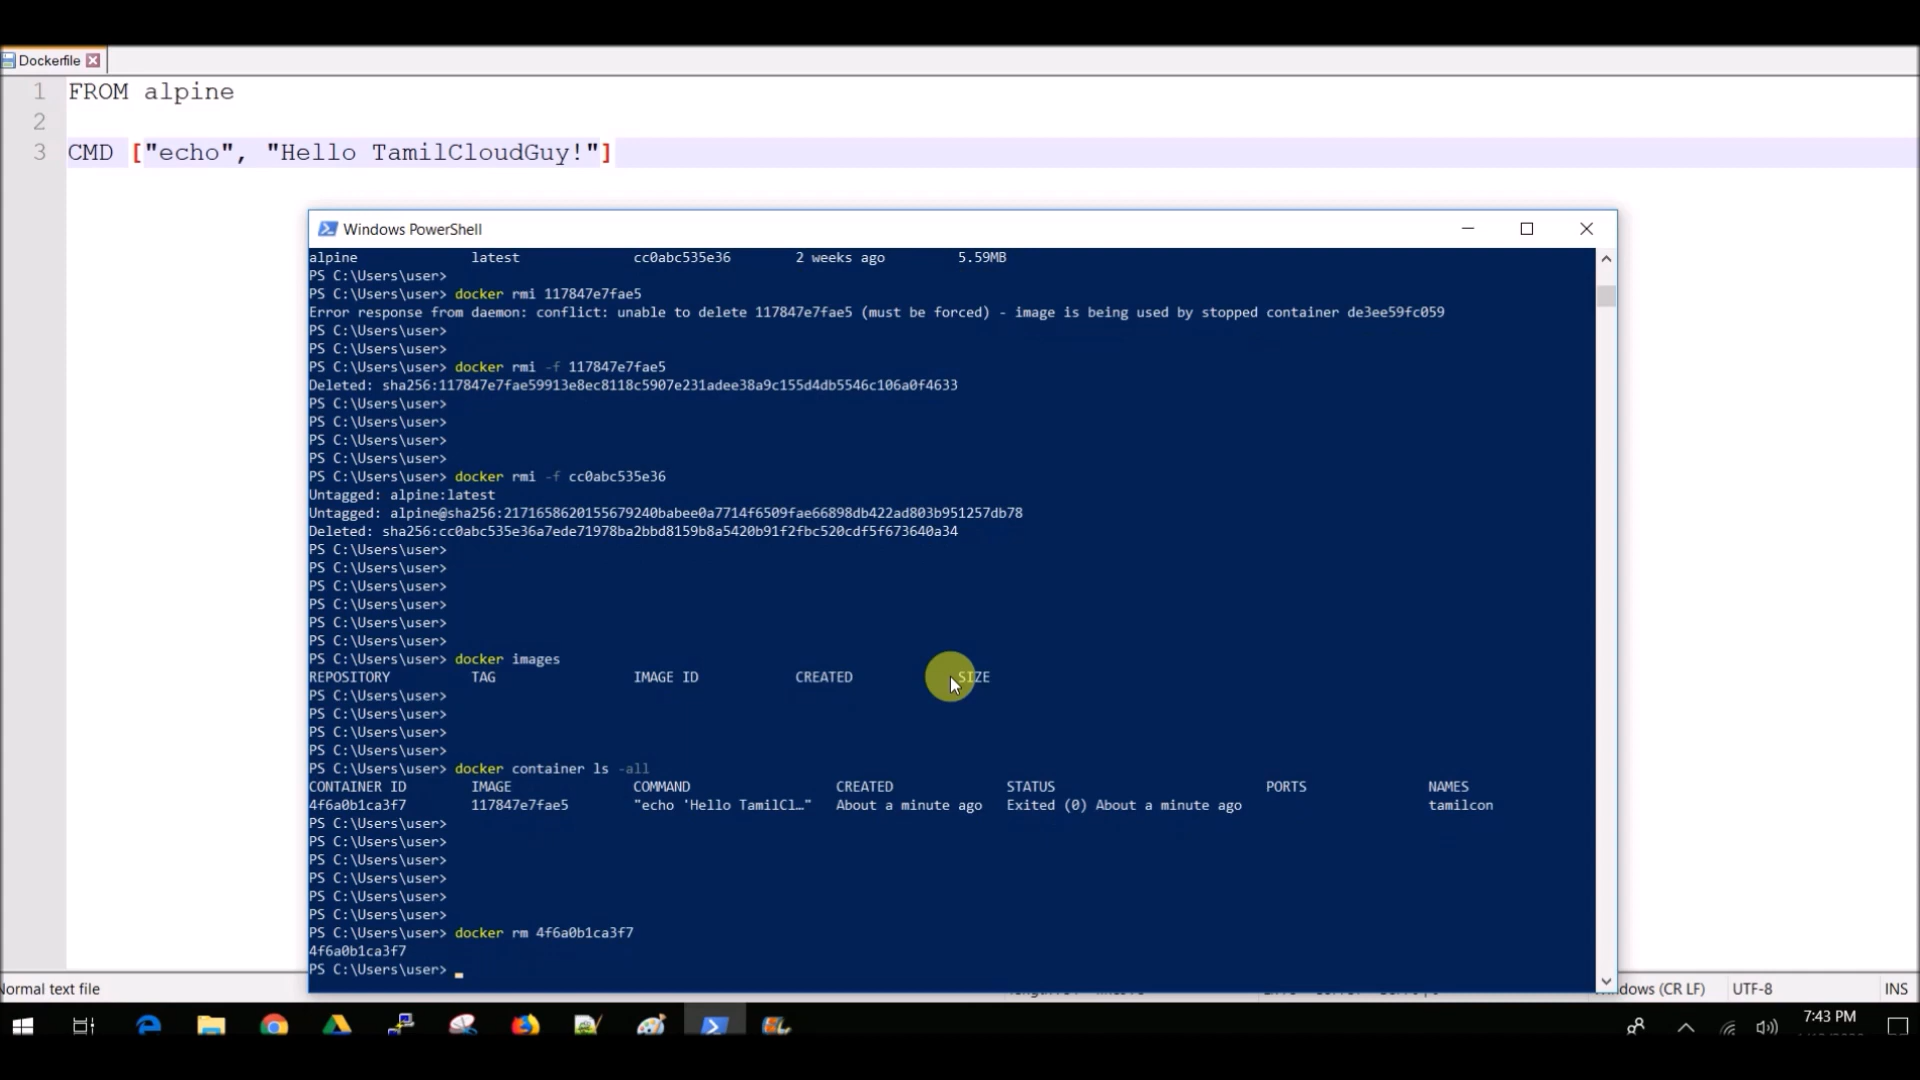 Dockerfile
1 FROM alpine
2
3 CMD ["echo", "Hello TamilCloudGuy!"]
Windows PowerShell
alpine latest cc0abc535e36 2 weeks ago 5.59MB
PS C:\Users\user>
PS C:\Users\user> docker rmi 117847e7fae5
Error response from daemon: conflict: unable to delete 117847e7fae5 (must be forced) - image is being used by stopped container de3ee59fc059
PS C:\Users\user>
PS C:\Users\user>
PS C:\Users\user> docker rmi -f 117847e7fae5
Deleted: sha256:117847e7fae59913e8ec8118c5907e231adee38a9c155d4db5546c106a0f4633
PS C:\Users\user>
PS C:\Users\user>
PS C:\Users\user>
PS C:\Users\user>
PS C:\Users\user> docker rmi -f cc0abc535e36
Untagged: alpine:latest
Untagged: alpine@sha256:2171658620155679240babee0a7714f6509fae66898db422ad803b951257db78
Deleted: sha256:cc0abc535e36a7ede71978ba2bbd8159b8a5420b91f2fbc520cdf5f673640a34
PS C:\Users\user>
PS C:\Users\user>
PS C:\Users\user>
PS C:\Users\user>
PS C:\Users\user>
PS C:\Users\user>
PS C:\Users\user> docker images
REPOSITORY TAG IMAGE ID CREATED SIZE
PS C:\Users\user>
PS C:\Users\user>
PS C:\Users\user>
PS C:\Users\user>
PS C:\Users\user> docker container ls -all
CONTAINER ID IMAGE COMMAND CREATED STATUS PORTS NAMES
4f6a0b1ca3f7 117847e7fae5 "echo 'Hello TamilCl…" About a minute ago Exited (0) About a minute ago tamilcon
PS C:\Users\user>
PS C:\Users\user>
PS C:\Users\user>
PS C:\Users\user>
PS C:\Users\user>
PS C:\Users\user>
PS C:\Users\user> docker rm 4f6a0b1ca3f7
4f6a0b1ca3f7
PS C:\Users\user>
ormal text file dows (CR LF) UTF-8 INS
7:43 PM